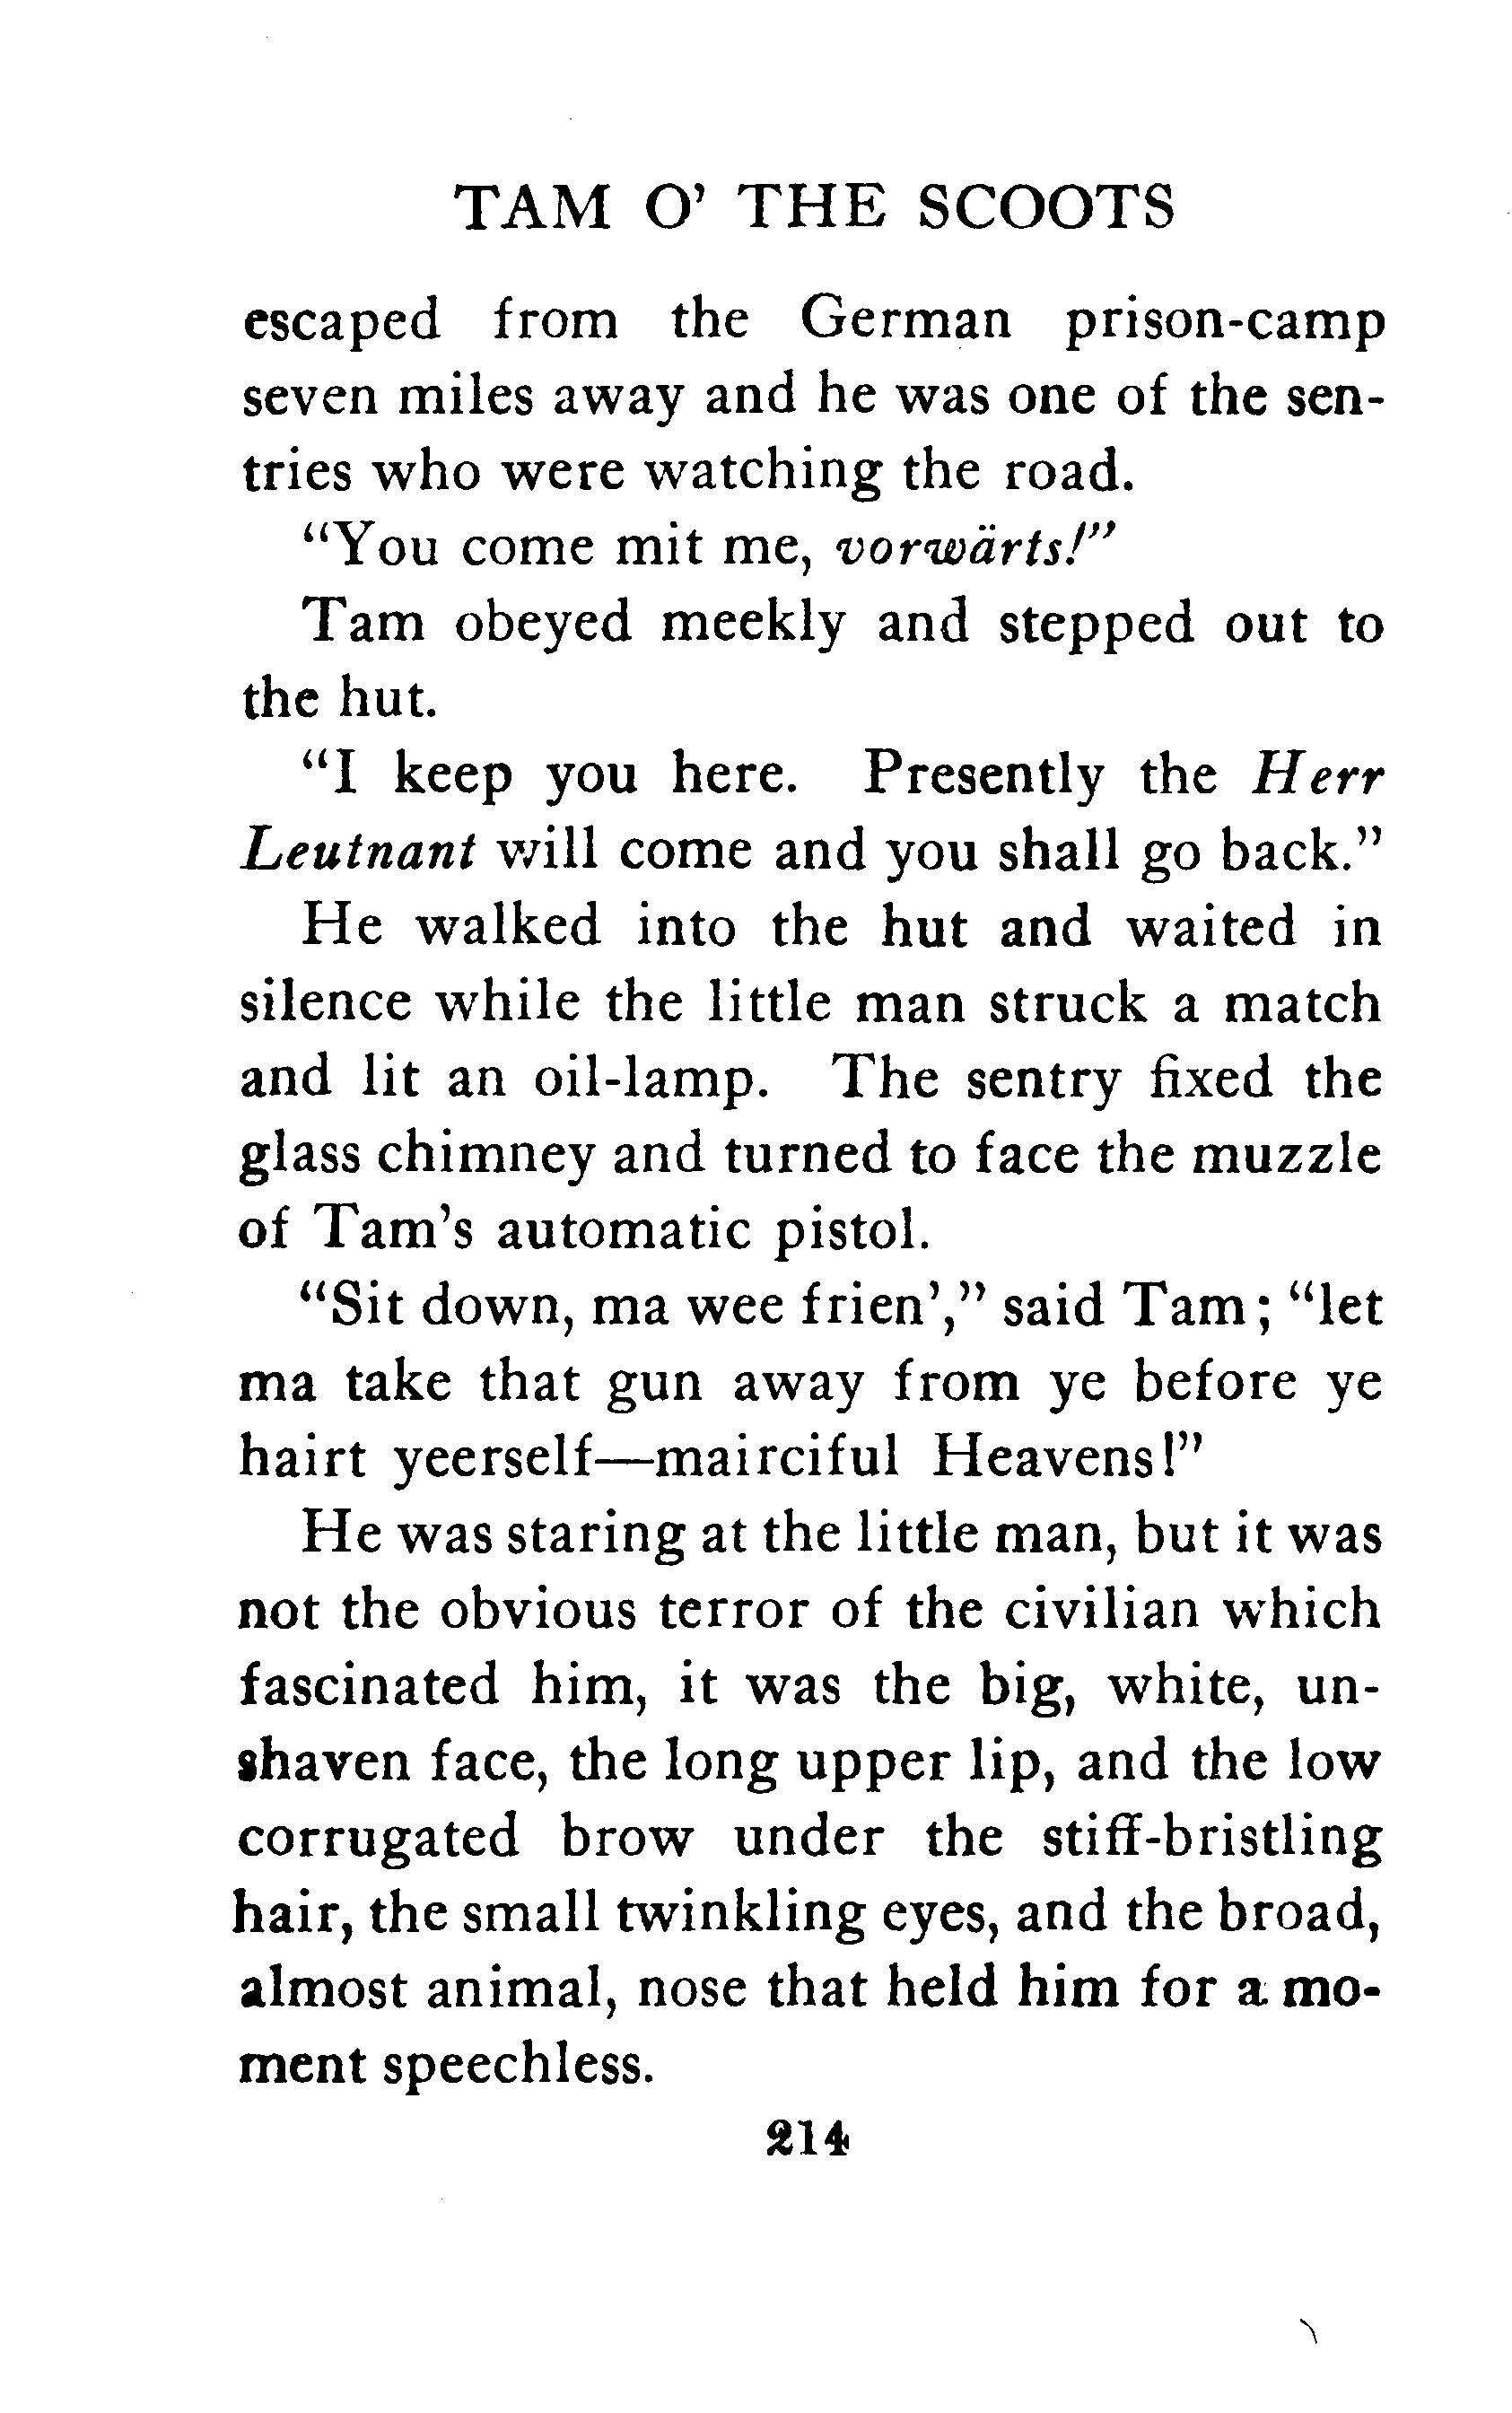 TAM O' THE SCOOTS
escaped from the German prison-camp
seven miles away and he was one of the sen-
tries who were watching the road.
"You come mit me, vorwärts!"
Tam obeyed meekly and stepped out to
the hut.
"I keep you here. Presently the Herr
Leutnant will come and you shall go back."
He walked into the hut and waited in
silence while the little man struck a match
and lit an oil-lamp. The sentry fixed the
glass chimney and turned to face the muzzle
of Tam's automatic pistol.
"Sit down, ma wee frien'," said Tam; "let
ma take that gun away from ye before ye
hairt yeerself—mairciful Heavens!"
He was staring at the little man, but it was
not the obvious terror of the civilian which
fascinated him, it was the big, white, un-
shaven face, the long upper lip, and the low
corrugated brow under the stiff-bristling
hair, the small twinkling eyes, and the broad,
almost animal, nose that held him for a mo-
ment speechless.
214